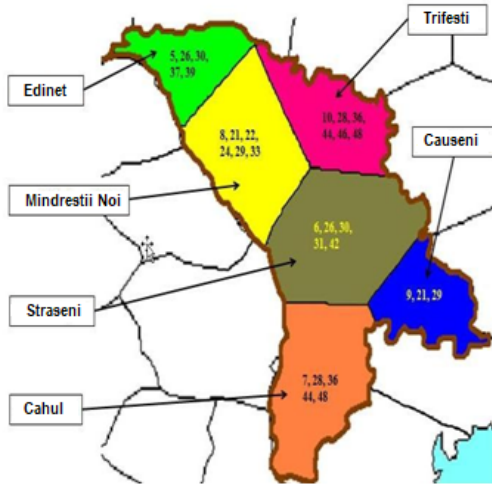 Trifesti
5, 26, 30,
37, 39
Edinet
10, 28, 36,
44, 46, 48
8, 21, 22,
24, 29, 33
Causeni
Mindrestii Noi
6, 26, 30,
31, 42
9, 21, 29
Straseni
7, 28, 36
44, 48
Cahul